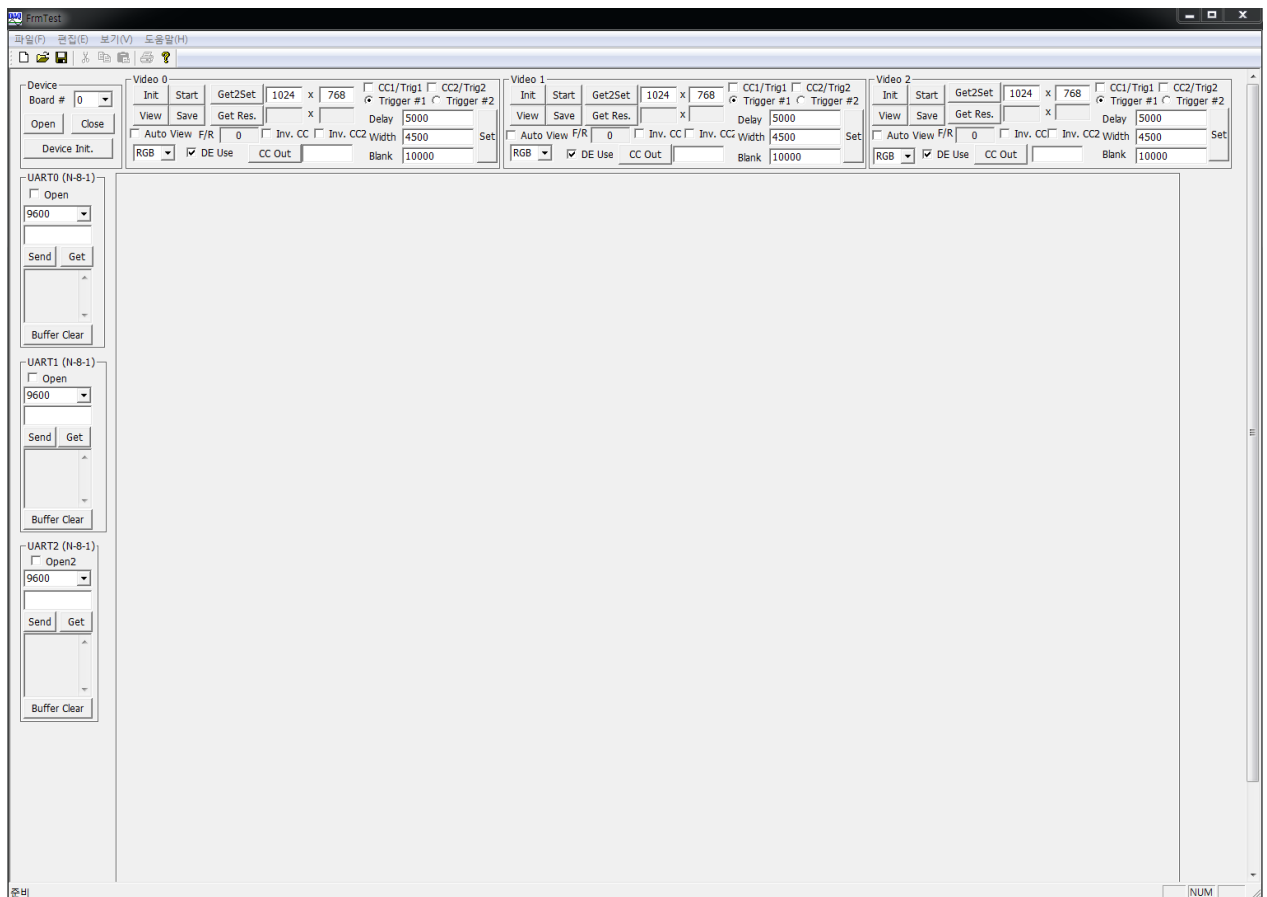 FrmTest
파일(F) 편집(E) 보기(V) 도움말(H)
Device
Board # 0
Open Close
Device Init.
Video 0
Init Start Get2Set 1024 x 768
CC1/Trig1 CC2/Trig2
Trigger #1 Trigger #2
View Save Get Res. x
Delay 5000
Auto View F/R 0 Inv. CC Inv. CC2 Width 4500 Set
RGB DE Use CC Out
Blank 10000
Video 1
Init Start Get2Set 1024 x 768
CC1/Trig1 CC2/Trig2
Trigger #1 Trigger #2
View Save Get Res. x
Delay 5000
Auto View F/R 0 Inv. CC Inv. CC2 Width 4500 Set
RGB DE Use CC Out
Blank 10000
Video 2
Init Start Get2Set 1024 x 768
CC1/Trig1 CC2/Trig2
Trigger #1 Trigger #2
View Save Get Res. x
Delay 5000
Auto View F/R 0 Inv. CC Inv. CC2 Width 4500 Set
RGB DE Use CC Out
Blank 10000
UART0 (N-8-1)
Open
9600
Send Get
Buffer Clear
UART1 (N-8-1)
Open
9600
Send Get
Buffer Clear
UART2 (N-8-1)
Open2
9600
Send Get
Buffer Clear
준비
NUM